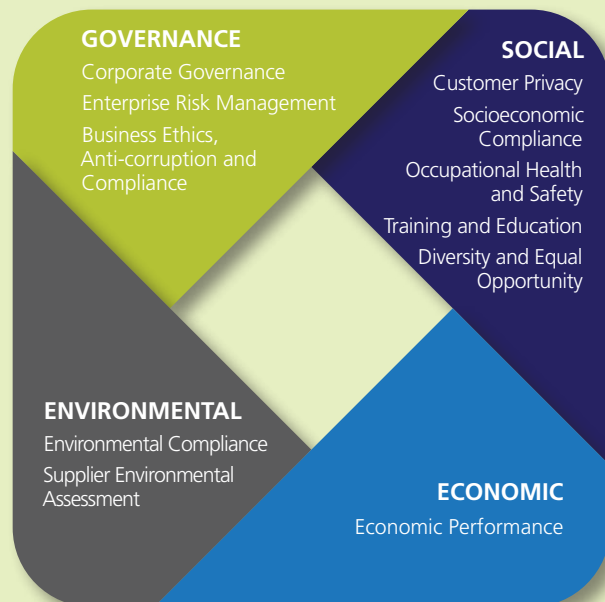 GOVERNANCE
Corporate Governance
Enterprise Risk Management
Business Ethics,
Anti-corruption and
Compliance
SOCIAL
Customer Privacy
Socioeconomic
Compliance
Occupational Health
and Safety
Training and Education
Diversity and Equal
Opportunity
ENVIRONMENTAL
Environmental Compliance
Supplier Environmental
Assessment
ECONOMIC
Economic Performance